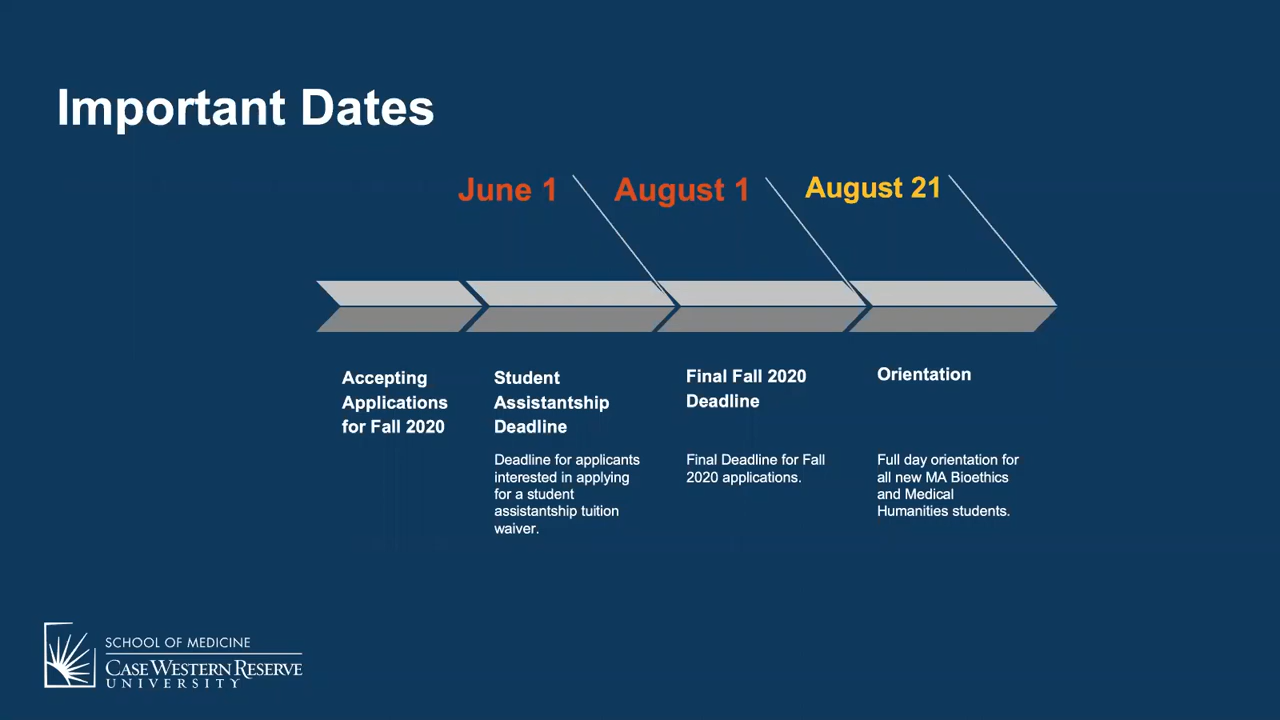 Important Dates
June 1
August 1
August 21
Accepting
Applications
for Fall 2020
Student
Assistantship
Deadline
Deadline for applicants
interested in applying
for a student
assistantship tuition
waiver.
Final Fall 2020
Deadline
Final Deadline for Fall
2020 applications.
Orientation
Full day orientation for
all new MA Bioethics
and Medical
Humanities students.
SCHOOL OF MEDICINE
CASE WESTERN RESERVE
UNIVERSITY